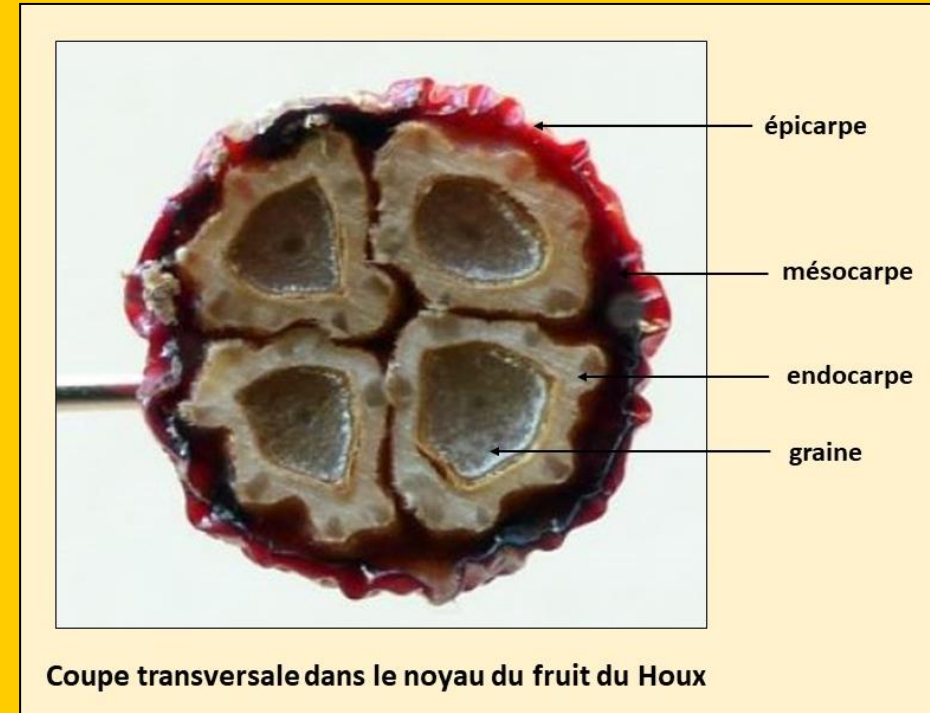 épicarpe
mésocarpe
endocarpe
graine
Coupe transversale dans le noyau du fruit du Houx